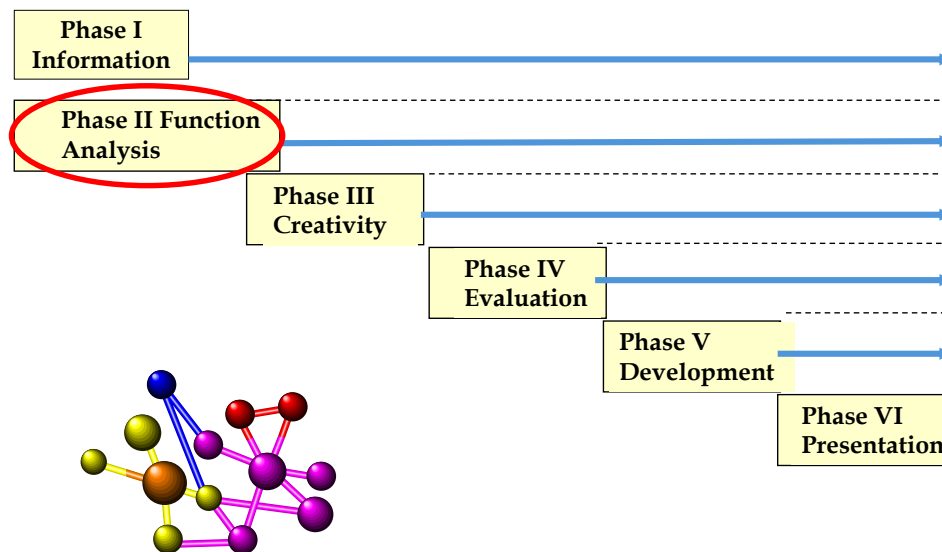 Phase I
Information
Phase II Function
Analysis
Phase III
Creativity
Phase IV
Evaluation
Phase V
Development
Phase VI
Presentation